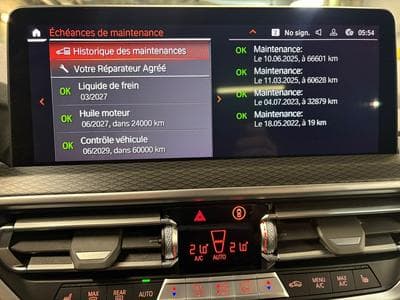 Échéances de maintenance
No sign.
05:54
Historique des maintenances
Votre Réparateur Agréé
OK Liquide de frein
03/2027
OK Huile moteur
06/2027, dans 24000 km
OK Contrôle véhicule
06/2029, dans 60000 km
OK Maintenance:
Le 10.06.2025, à 66601 km
OK Maintenance:
Le 11.03.2025, à 60628 km
OK Maintenance:
Le 04.07.2023, à 32879 km
OK Maintenance:
Le 18.05.2022, à 19 km
A/C
AUTO
A/C
MAX
REAR
AUTO
MENU
A/C